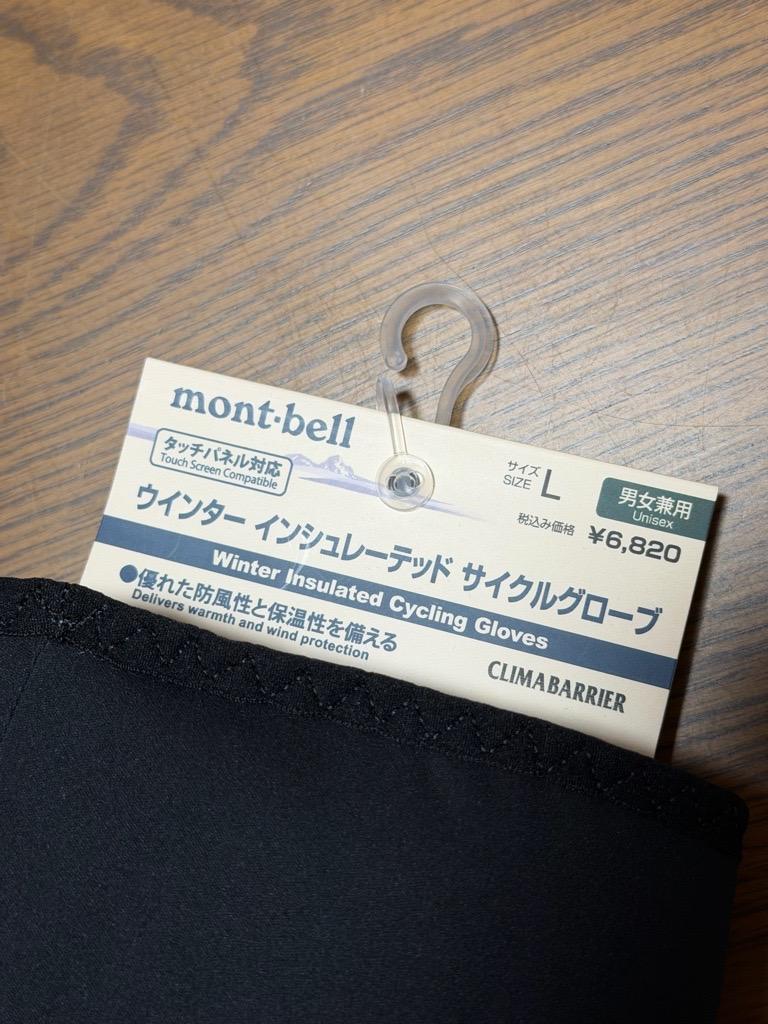 mont-bell
タッチパネル対応
Touch Screen Compatible
サイズ
SIZE L
男女兼用
Unisex
税込み価格 ¥6,820
ウインター インシュレーテッド サイクルグローブ
Winter Insulated Cycling Gloves
●優れた防風性と保温性を備える
Delivers warmth and wind protection
CLIMABARRIER